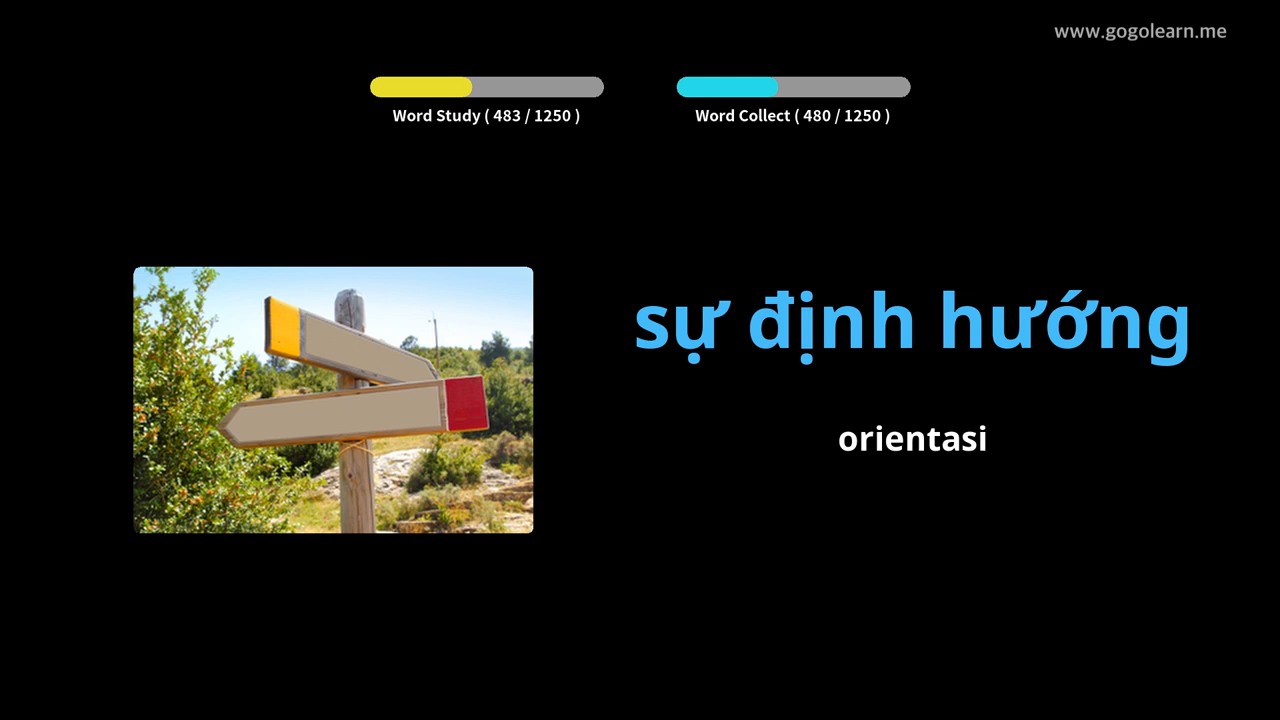 www.gogolearn.me
Word Study ( 483 / 1250 )
Word Collect ( 480 / 1250 )
sự định hướng
orientasi